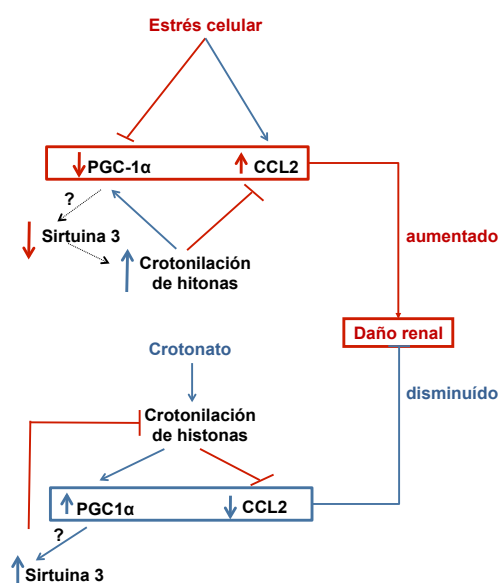 Estrés celular
PGC-1α
CCL2
?
Sirtuina 3
Crotonilación
de hitonas
aumentado
Daño renal
disminuído
Crotonato
Crotonilación
de histonas
PGC1α
CCL2
?
Sirtuina 3